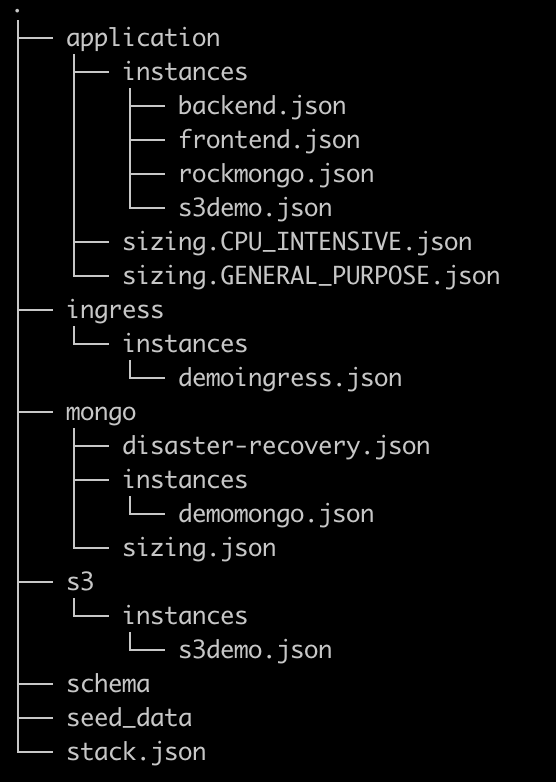 .
├── application
│   ├── instances
│   │   ├── backend.json
│   │   ├── frontend.json
│   │   ├── rockmongo.json
│   │   └── s3demo.json
│   ├── sizing.CPU_INTENSIVE.json
│   └── sizing.GENERAL_PURPOSE.json
├── ingress
│   └── instances
│       └── demoingress.json
├── mongo
│   ├── disaster-recovery.json
│   ├── instances
│   │   └── demomongo.json
│   └── sizing.json
├── s3
│   └── instances
│       └── s3demo.json
├── schema
├── seed_data
└── stack.json